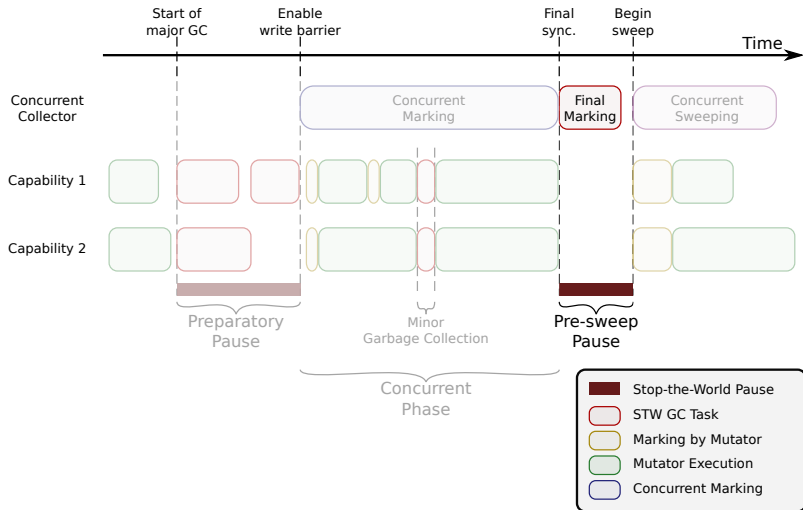 Start of
major GC
Enable
write barrier
Final
sync.
Begin
sweep
Time
Concurrent
Collector
Concurrent
Marking
Final
Marking
Concurrent
Sweeping
Capability 1
Capability 2
Preparatory
Pause
Minor
Garbage Collection
Pre-sweep
Pause
Concurrent
Phase
Stop-the-World Pause
STW GC Task
Marking by Mutator
Mutator Execution
Concurrent Marking